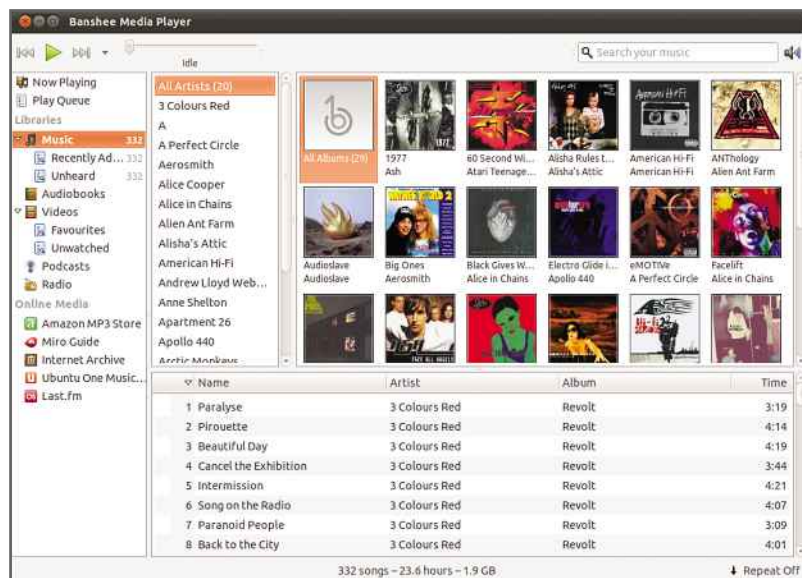 Banshee Media Player
Idle
Search your music
Now Playing
Play Queue
Libraries
Music 332
Recently Ad... 332
Unheard 332
Audiobooks
Videos
Favourites
Unwatched
Podcasts
Radio
Online Media
Amazon MP3 Store
Miro Guide
Internet Archive
Ubuntu One Music...
Last.fm
All Artists (20)
3 Colours Red
A
A Perfect Circle
Aerosmith
Alice Cooper
Alice in Chains
Alien Ant Farm
Alisha's Attic
American Hi-Fi
Andrew Lloyd Web...
Anne Shelton
Apartment 26
Apollo 440
Arctic Monkeys
All Albums (29)
1977
Ash
60 Second Wi...
Atari Teenage...
Alisha Rules t...
Alisha's Attic
American Hi-Fi
American Hi-Fi
ANThology
Alien Ant Farm
Audioslave
Audioslave
Big Ones
Aerosmith
Black Gives W...
Alice in Chains
Electro Glide i...
Apollo 440
eMOTIVe
A Perfect Circle
Facelift
Alice in Chains
Name Artist Album Time
1 Paralyse 3 Colours Red Revolt 3:19
2 Pirouette 3 Colours Red Revolt 4:14
3 Beautiful Day 3 Colours Red Revolt 4:19
4 Cancel the Exhibition 3 Colours Red Revolt 3:44
5 Intermission 3 Colours Red Revolt 4:21
6 Song on the Radio 3 Colours Red Revolt 4:07
7 Paranoid People 3 Colours Red Revolt 3:09
8 Back to the City 3 Colours Red Revolt 4:01
332 songs – 23.6 hours – 1.9 GB
Repeat Off